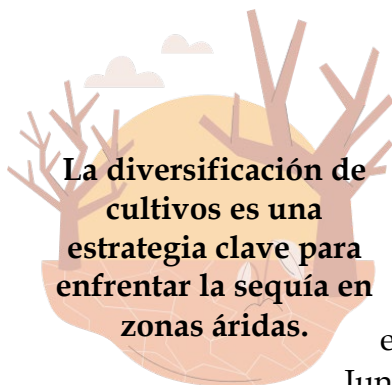 La diversificación de
cultivos es una
estrategia clave para
enfrentar la sequía en
zonas áridas.